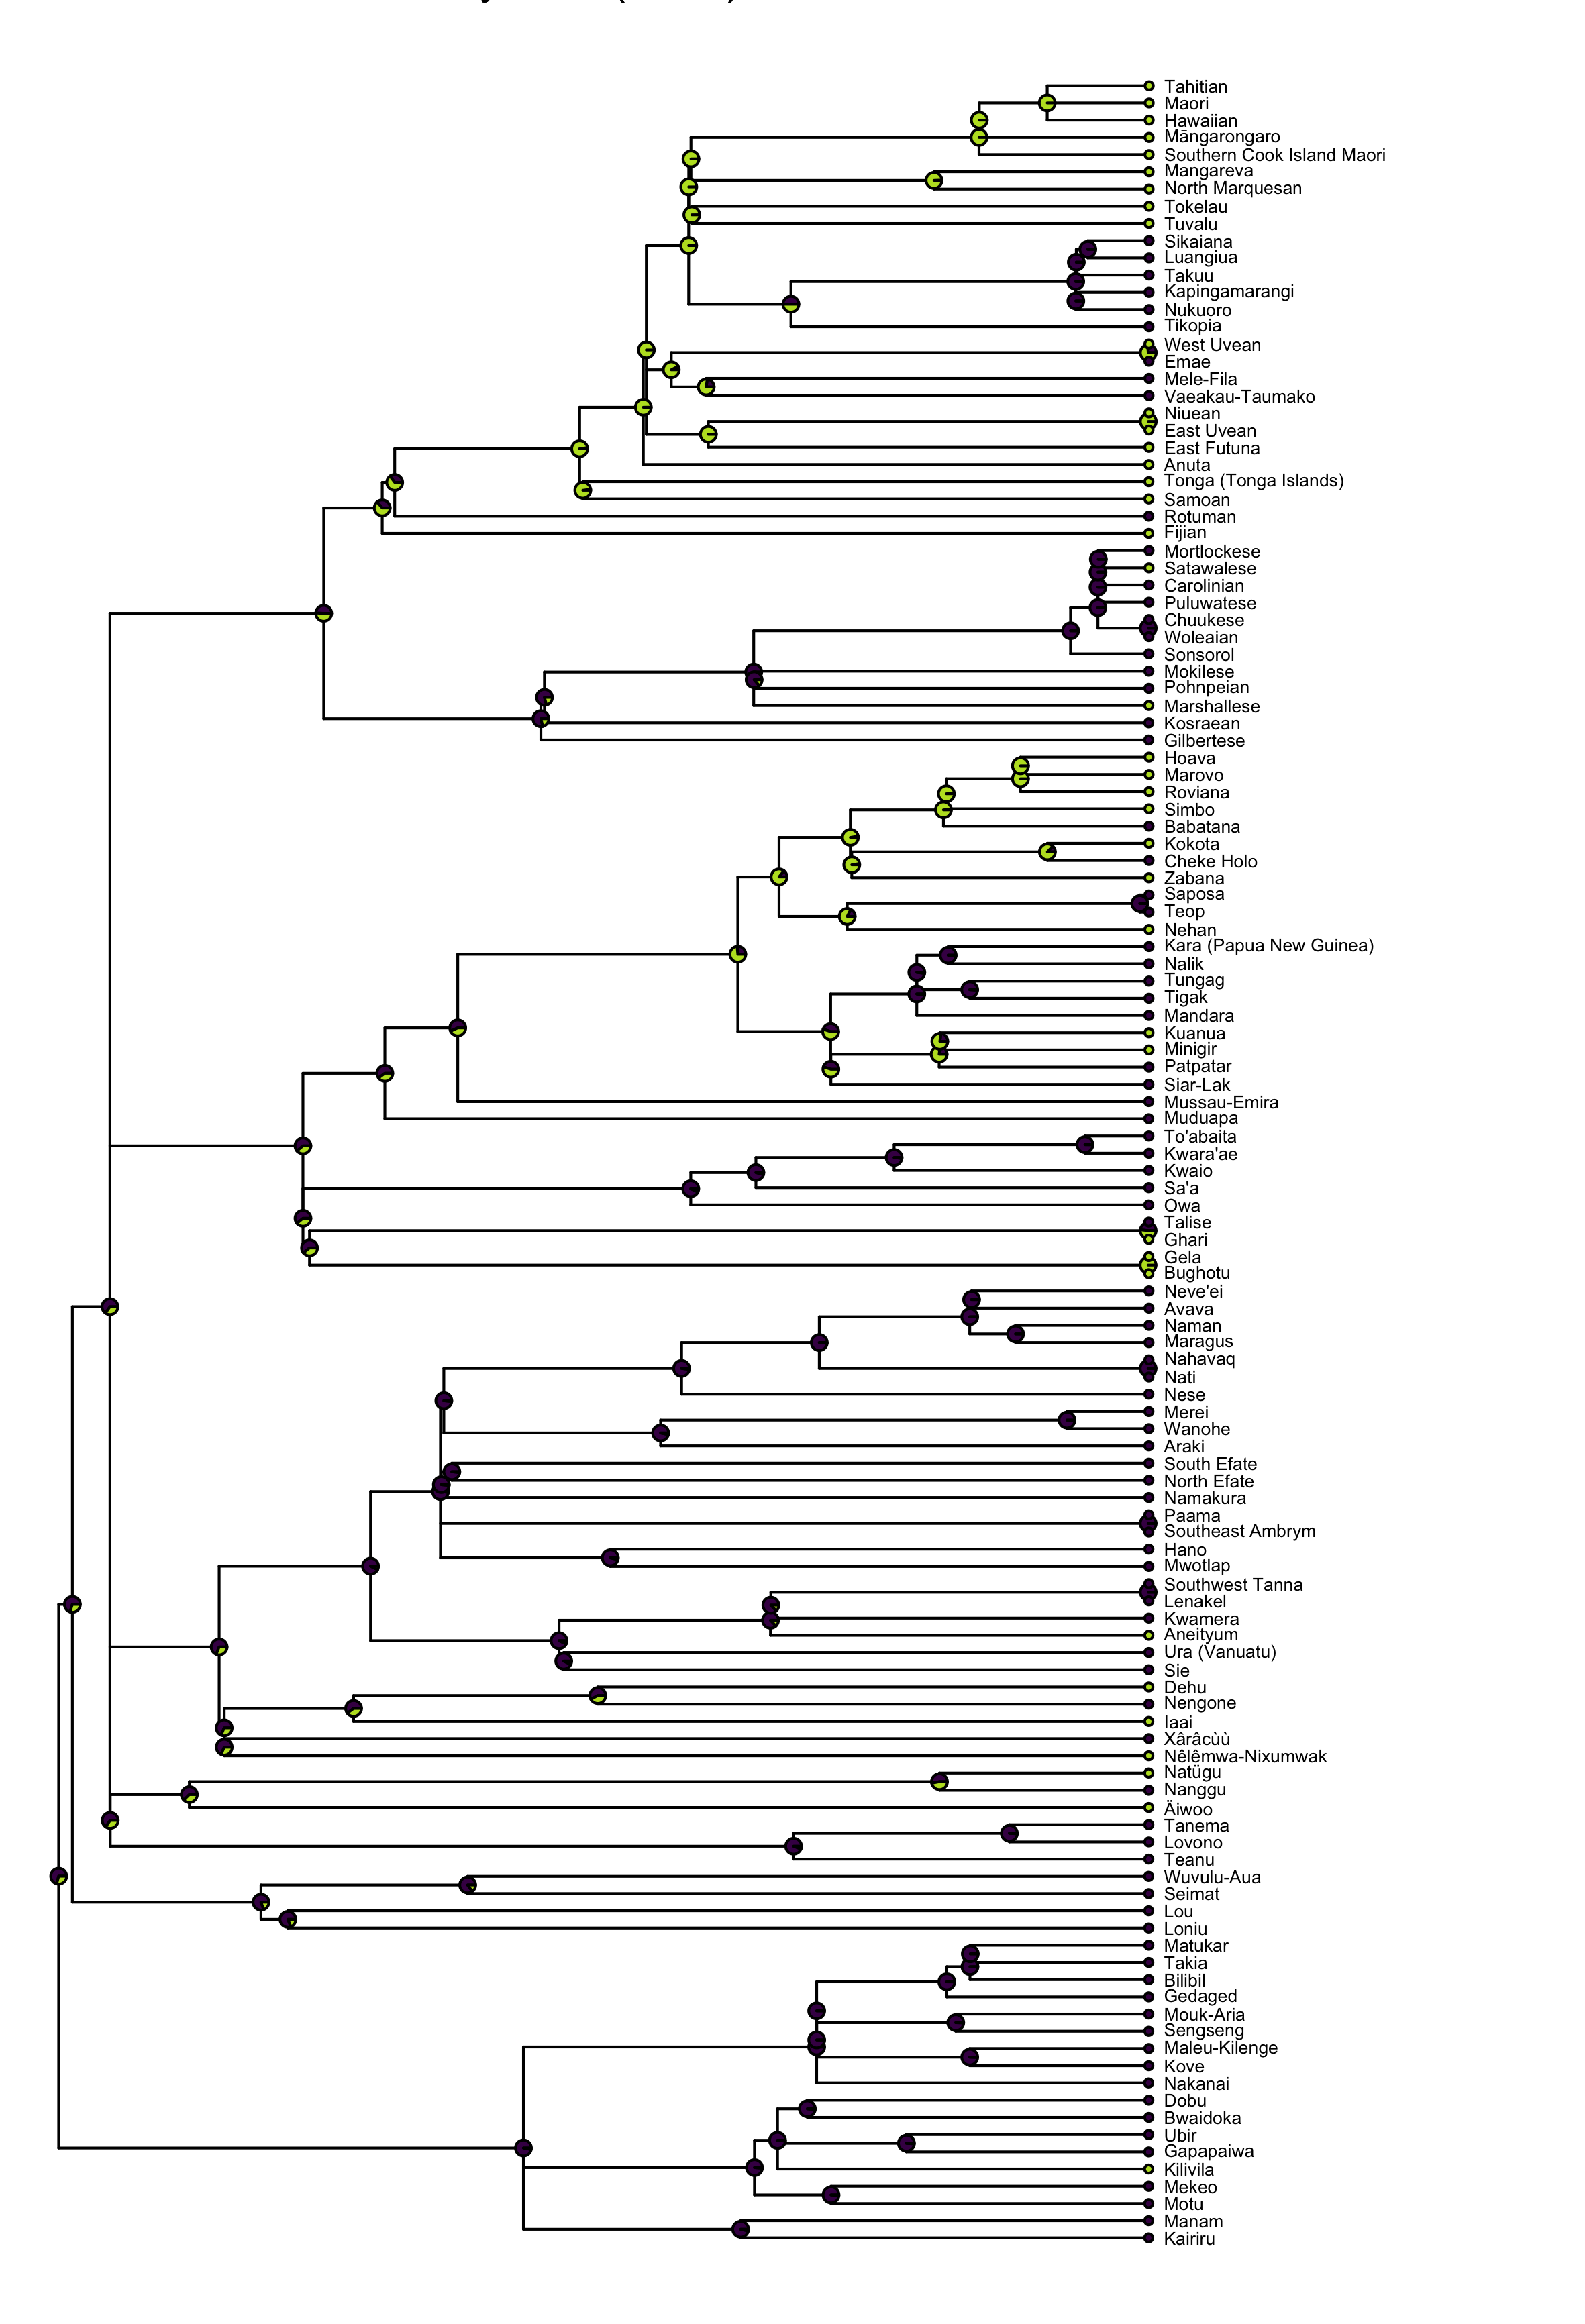 Tahitian
Maori
Hawaiian
Māngarongaro
Southern Cook Island Maori
Mangareva
North Marquesan
Tokelau
Tuvalu
Sikaiana
Luangiua
Takuu
Kapingamarangi
Nukuoro
Tikopia
West Uvean
Emae
Mele-Fila
Vaeakau-Taumako
Niuean
East Uvean
East Futuna
Anuta
Tonga (Tonga Islands)
Samoan
Rotuman
Fijian
Mortlockese
Satawalese
Carolinian
Puluwatese
Chuukese
Woleaian
Sonsorol
Mokilese
Pohnpeian
Marshallese
Kosraean
Gilbertese
Hoava
Marovo
Roviana
Simbo
Babatana
Kokota
Cheke Holo
Zabana
Saposa
Teop
Nehan
Kara (Papua New Guinea)
Nalik
Tungag
Tigak
Mandara
Kuanua
Minigir
Patpatar
Siar-Lak
Mussau-Emira
Muduapa
To'abaita
Kwara'ae
Kwaio
Sa'a
Owa
Talise
Ghari
Gela
Bughotu
Neve'ei
Avava
Naman
Maragus
Nahavaq
Nati
Nese
Merei
Wanohe
Araki
South Efate
North Efate
Namakura
Paama
Southeast Ambrym
Hano
Mwotlap
Southwest Tanna
Lenakel
Kwamera
Aneityum
Ura (Vanuatu)
Sie
Dehu
Nengone
Iaai
Xârâcùù
Nêlêmwa-Nixumwak
Natügu
Nanggu
Äiwoo
Tanema
Lovono
Teanu
Wuvulu-Aua
Seimat
Lou
Loniu
Matukar
Takia
Bilibil
Gedaged
Mouk-Aria
Sengseng
Maleu-Kilenge
Kove
Nakanai
Dobu
Bwaidoka
Ubir
Gapapaiwa
Kilivila
Mekeo
Motu
Manam
Kairiru